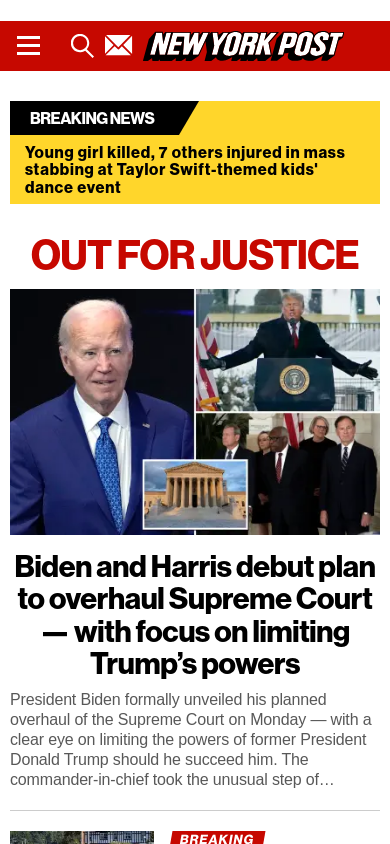 NEW YORK POST
BREAKING NEWS
Young girl killed, 7 others injured in mass
stabbing at Taylor Swift-themed kids'
dance event
OUT FOR JUSTICE
Biden and Harris debut plan
to overhaul Supreme Court
— with focus on limiting
Trump’s powers
President Biden formally unveiled his planned
overhaul of the Supreme Court on Monday — with a
clear eye on limiting the powers of former President
Donald Trump should he succeed him. The
commander-in-chief took the unusual step of…
BREAKING